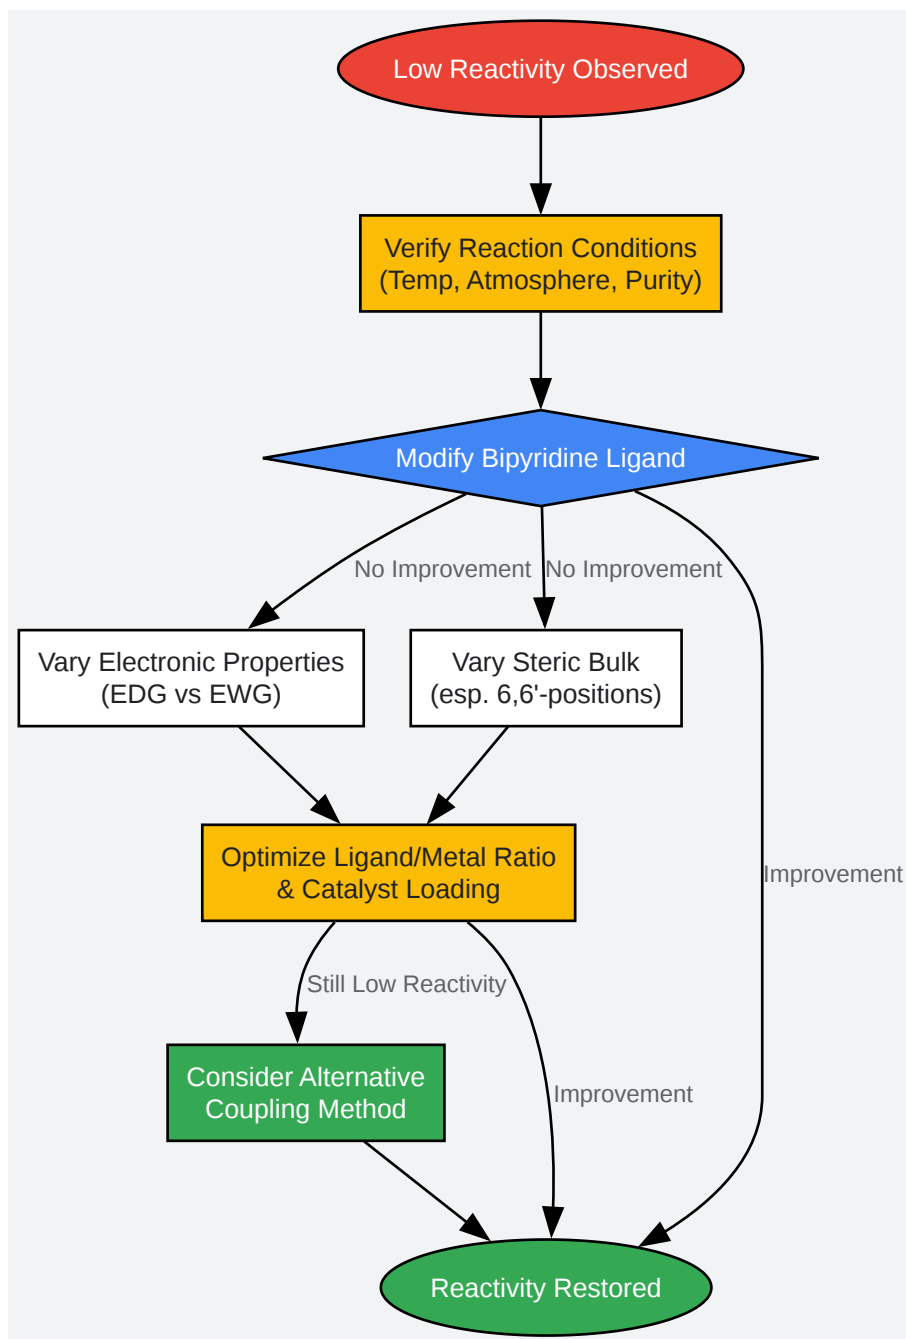 Low Reactivity Observed
Verify Reaction Conditions
(Temp, Atmosphere, Purity)
Modify Bipyridine Ligand
No Improvement
No Improvement
Vary Electronic Properties
(EDG vs EWG)
Vary Steric Bulk
(esp. 6,6'-positions)
Optimize Ligand/Metal Ratio
& Catalyst Loading
Improvement
Still Low Reactivity
Consider Alternative
Coupling Method
Improvement
Reactivity Restored